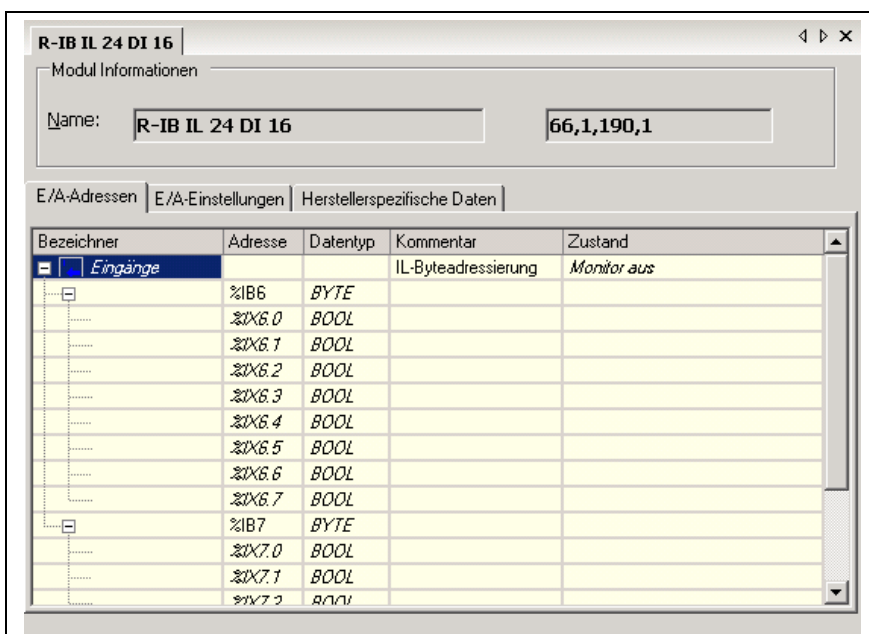 R-IB IL 24 DI 16
Modul Informationen
Name: R-IB IL 24 DI 16 66,1,190,1
E/A-Adressen E/A-Einstellungen Herstellerspezifische Daten
Bezeichner Adresse Datentyp Kommentar Zustand
Eingänge IL-Byteadressierung Monitor aus
%IB6 BYTE
%IX6.0 BOOL
%IX6.1 BOOL
%IX6.2 BOOL
%IX6.3 BOOL
%IX6.4 BOOL
%IX6.5 BOOL
%IX6.6 BOOL
%IX6.7 BOOL
%IB7 BYTE
%IX7.0 BOOL
%IX7.1 BOOL
%IX7.2 BOOL